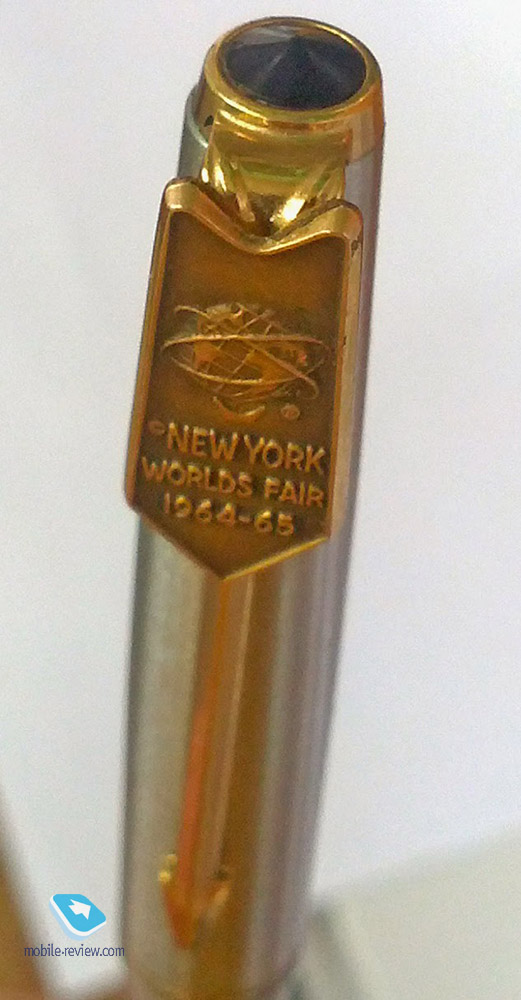 ©NEW YORK
WORLDS FAIR
1964-65
mobile-review.com